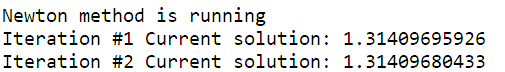 Newton method is running
Iteration #1 Current solution: 1.31409695926
Iteration #2 Current solution: 1.31409680433